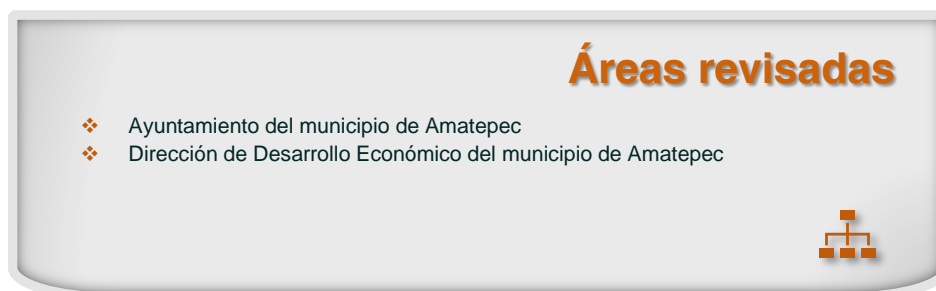 Áreas revisadas
Ayuntamiento del municipio de Amatepec
Dirección de Desarrollo Económico del municipio de Amatepec